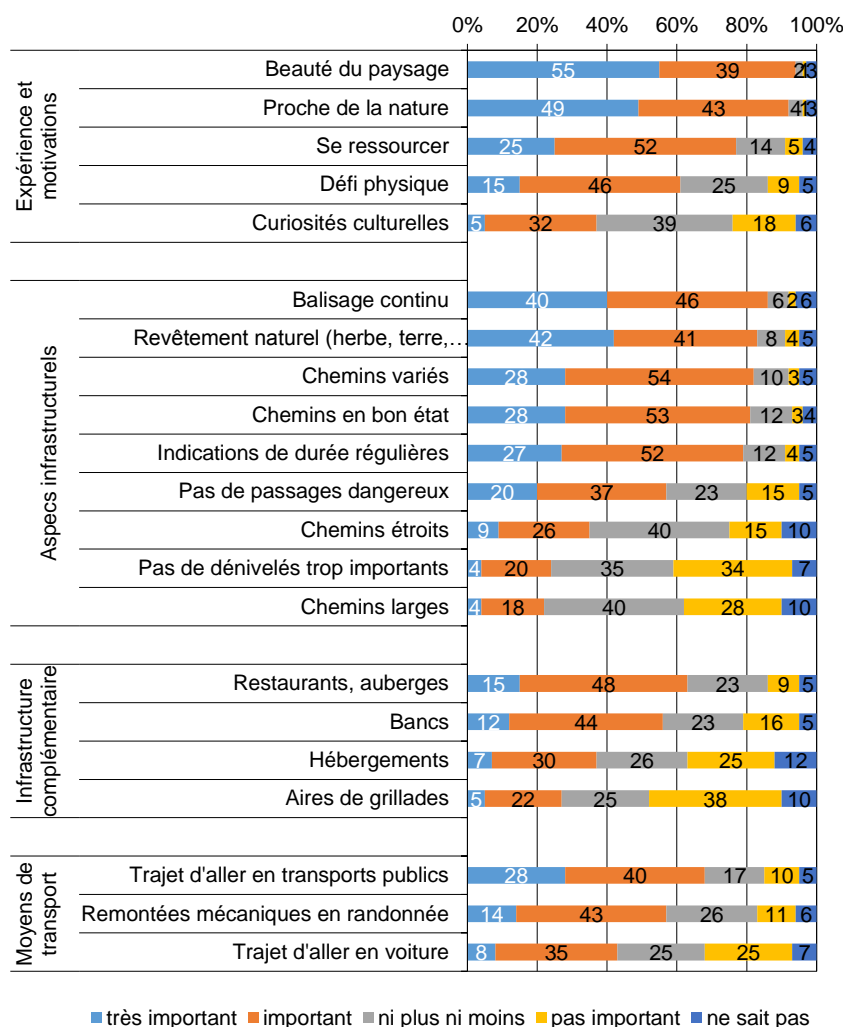 0% 20% 40% 60% 80% 100%
Expérience et
motivations
Beauté du paysage 55 39 2 1 3
Proche de la nature 49 43 4 1 3
Se ressourcer 25 52 14 5 4
Défi physique 15 46 25 9 5
Curiosités culturelles 5 32 39 18 6
Aspecs infrastructurels
Balisage continu 40 46 6 2 6
Revêtement naturel (herbe, terre,… 42 41 8 4 5
Chemins variés 28 54 10 3 5
Chemins en bon état 28 53 12 3 4
Indications de durée régulières 27 52 12 4 5
Pas de passages dangereux 20 37 23 15 5
Chemins étroits 9 26 40 15 10
Pas de dénivelés trop importants 4 20 35 34 7
Chemins larges 4 18 40 28 10
Infrastructure
complémentaire
Restaurants, auberges 15 48 23 9 5
Bancs 12 44 23 16 5
Hébergements 7 30 26 25 12
Aires de grillades 5 22 25 38 10
Moyens de
transport
Trajet d'aller en transports publics 28 40 17 10 5
Remontées mécaniques en randonnée 14 43 26 11 6
Trajet d'aller en voiture 8 35 25 25 7
très important important ni plus ni moins pas important ne sait pas